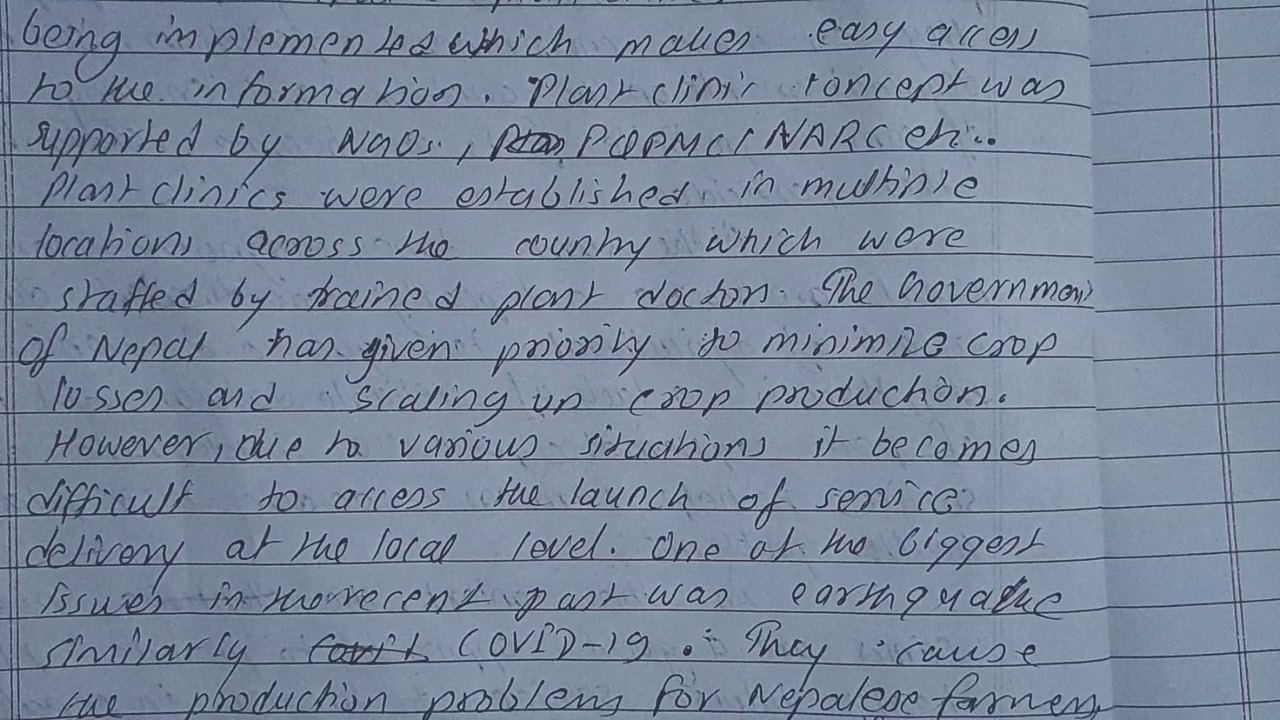 being implemented which makes easy access
to the information. Plant clinic concept was
supported by NGOs, PQPMC, NARC etc..
Plant clinics were established in multiple
locations across the country which were
staffed by trained plant doctors. The Government
of Nepal has given priority to minimize crop
losses and scaling up crop production.
However, due to various situations it becomes
difficult to access the launch of service
delivery at the local level. One of the biggest
issues in the recent past was earthquake
similarly COVID-19. They cause
the production problems for Nepalese farmers